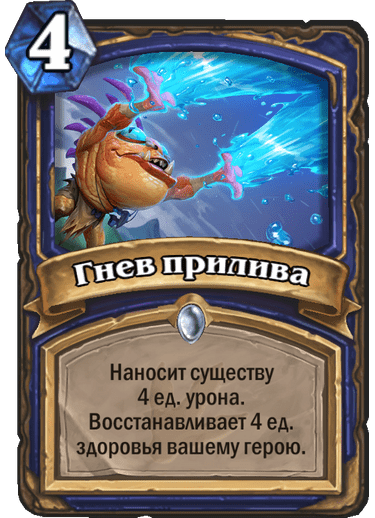 4
Гнев прилива
Наносит существу
4 ед. урона.
Восстанавливает 4 ед.
здоровья вашему герою.